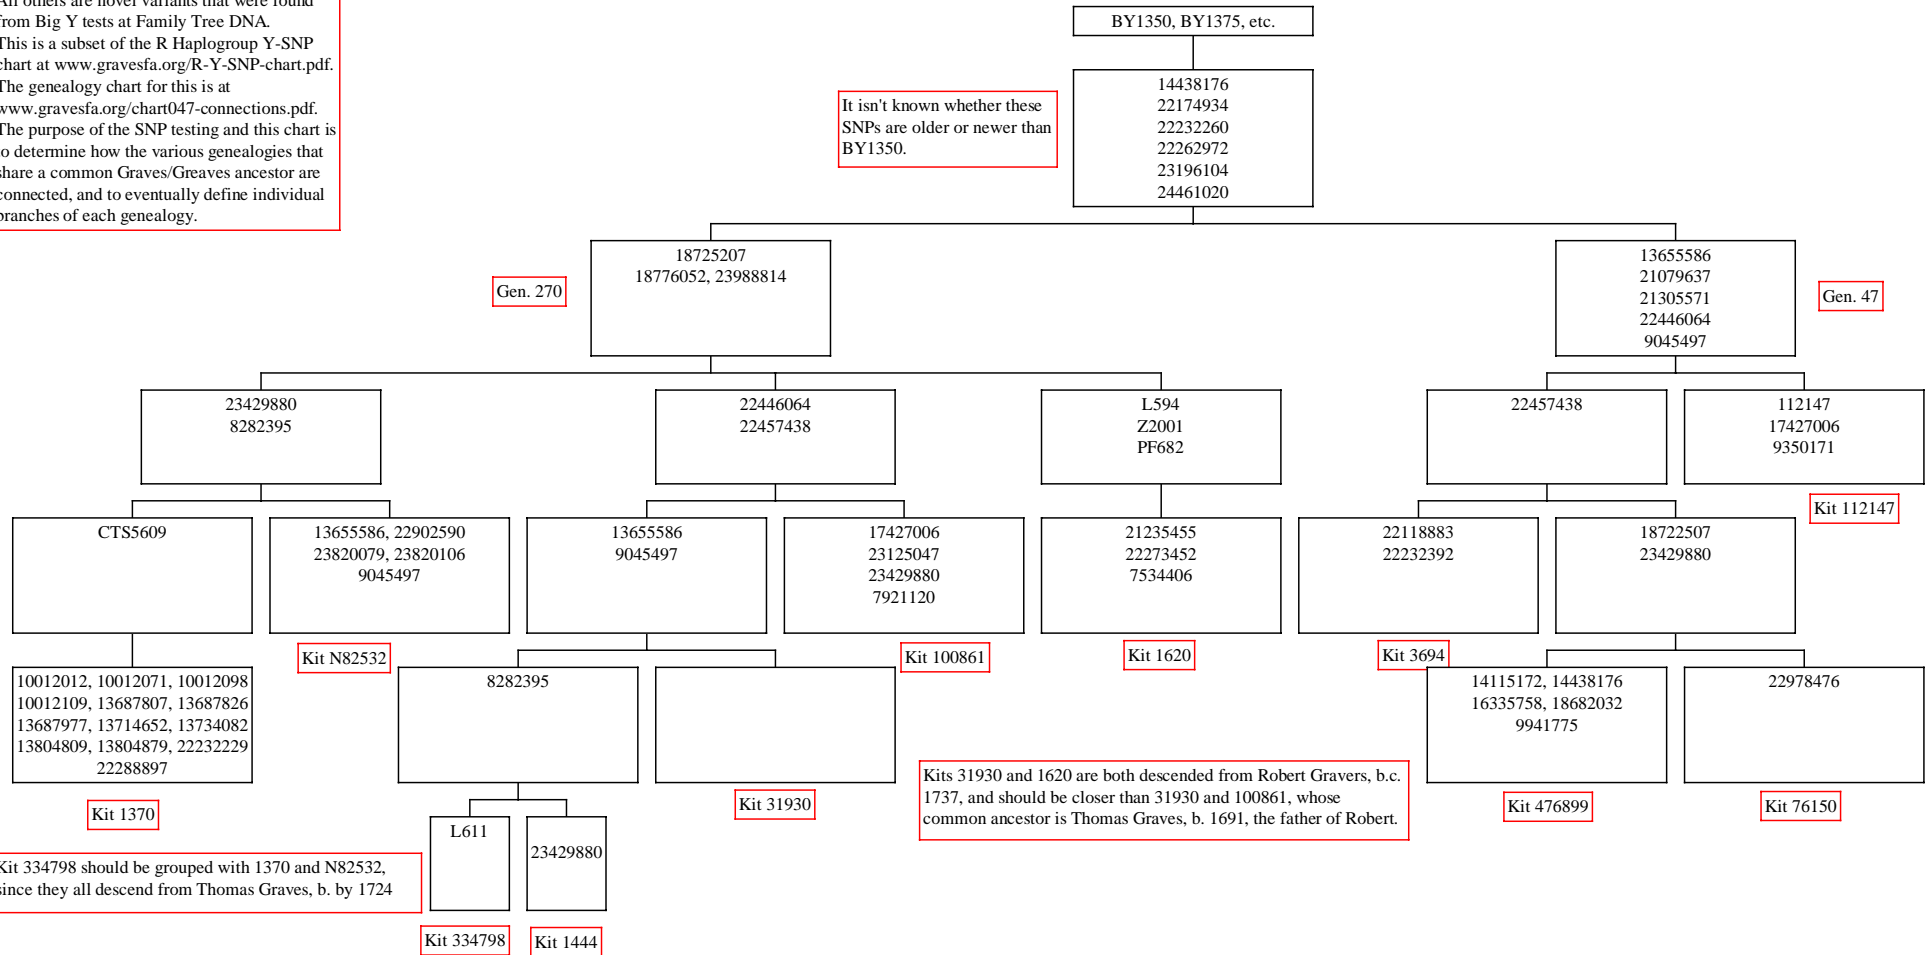 All others are novel variants that were found
from Big Y tests at Family Tree DNA.
This is a subset of the R Haplogroup Y-SNP
chart at www.gravesfa.org/R-Y-SNP-chart.pdf.
The genealogy chart for this is at
www.gravesfa.org/chart047-connections.pdf.
The purpose of the SNP testing and this chart is
to determine how the various genealogies that
share a common Graves/Greaves ancestor are
connected, and to eventually define individual
branches of each genealogy.
BY1350, BY1375, etc.
14438176
22174934
22232260
22262972
23196104
24461020
It isn't known whether these
SNPs are older or newer than
BY1350.
Gen. 270
18725207
18776052, 23988814
13655586
21079637
21305571
22446064
9045497
Gen. 47
23429880
8282395
22446064
22457438
L594
Z2001
PF682
22457438
112147
17427006
9350171
Kit 112147
CTS5609
13655586, 22902590
23820079, 23820106
9045497
13655586
9045497
17427006
23125047
23429880
7921120
21235455
22273452
7534406
22118883
22232392
18722507
23429880
Kit N82532
Kit 100861
Kit 1620
Kit 3694
10012012, 10012071, 10012098
10012109, 13687807, 13687826
13687977, 13714652, 13734082
13804809, 13804879, 22232229
22288897
8282395
14115172, 14438176
16335758, 18682032
9941775
22978476
Kit 1370
Kit 31930
Kits 31930 and 1620 are both descended from Robert Gravers, b.c.
1737, and should be closer than 31930 and 100861, whose
common ancestor is Thomas Graves, b. 1691, the father of Robert.
Kit 476899
Kit 76150
L611
23429880
Kit 334798 should be grouped with 1370 and N82532,
since they all descend from Thomas Graves, b. by 1724
Kit 334798
Kit 1444